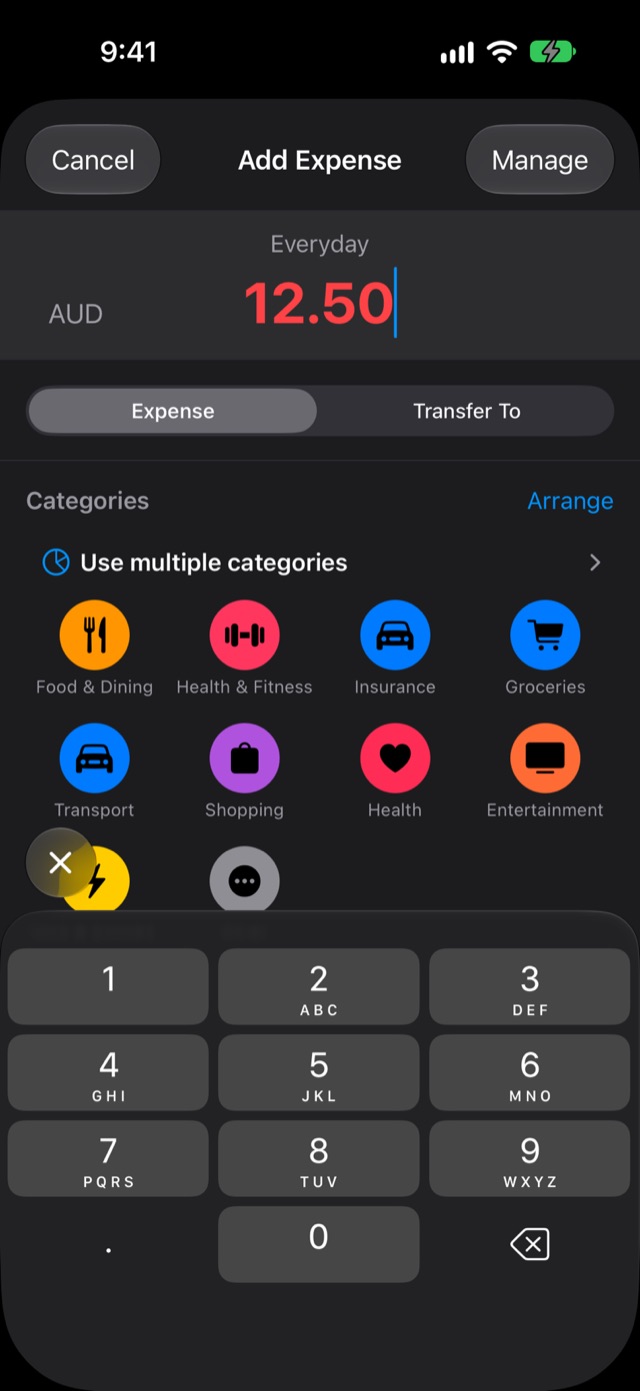 9:41
Cancel
Add Expense
Manage
Everyday
AUD
12.50
Expense
Transfer To
Categories
Arrange
Use multiple categories
Food & Dining
Health & Fitness
Insurance
Groceries
Transport
Shopping
Health
Entertainment
1
2
ABC
3
DEF
4
GHI
5
JKL
6
MNO
7
PQRS
8
TUV
9
WXYZ
.
0